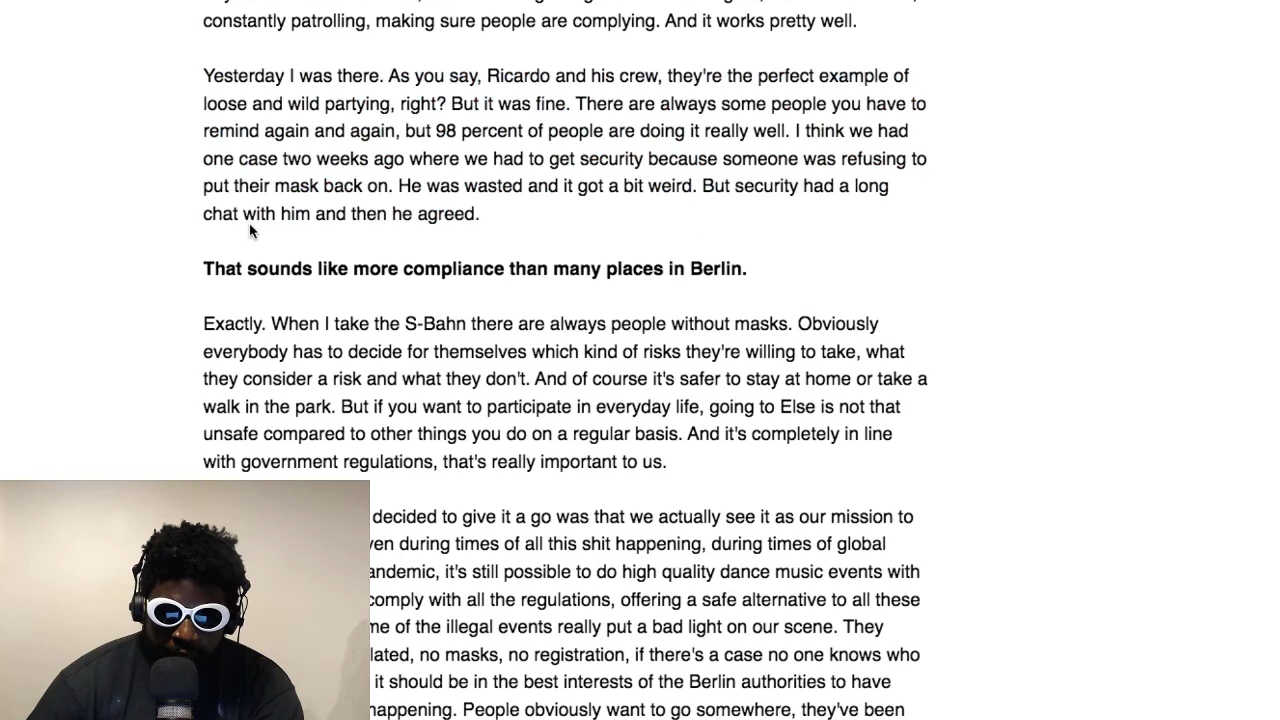 constantly patrolling, making sure people are complying. And it works pretty well.
Yesterday I was there. As you say, Ricardo and his crew, they're the perfect example of
loose and wild partying, right? But it was fine. There are always some people you have to
remind again and again, but 98 percent of people are doing it really well. I think we had
one case two weeks ago where we had to get security because someone was refusing to
put their mask back on. He was wasted and it got a bit weird. But security had a long
chat with him and then he agreed.
That sounds like more compliance than many places in Berlin.
Exactly. When I take the S-Bahn there are always people without masks. Obviously
everybody has to decide for themselves which kind of risks they're willing to take, what
they consider a risk and what they don't. And of course it's safer to stay at home or take a
walk in the park. But if you want to participate in everyday life, going to Else is not that
unsafe compared to other things you do on a regular basis. And it's completely in line
with government regulations, that's really important to us.
decided to give it a go was that we actually see it as our mission to
ven during times of all this shit happening, during times of global
andemic, it's still possible to do high quality dance music events with
comply with all the regulations, offering a safe alternative to all these
me of the illegal events really put a bad light on our scene. They
lated, no masks, no registration, if there's a case no one knows who
it should be in the best interests of the Berlin authorities to have
happening. People obviously want to go somewhere, they've been